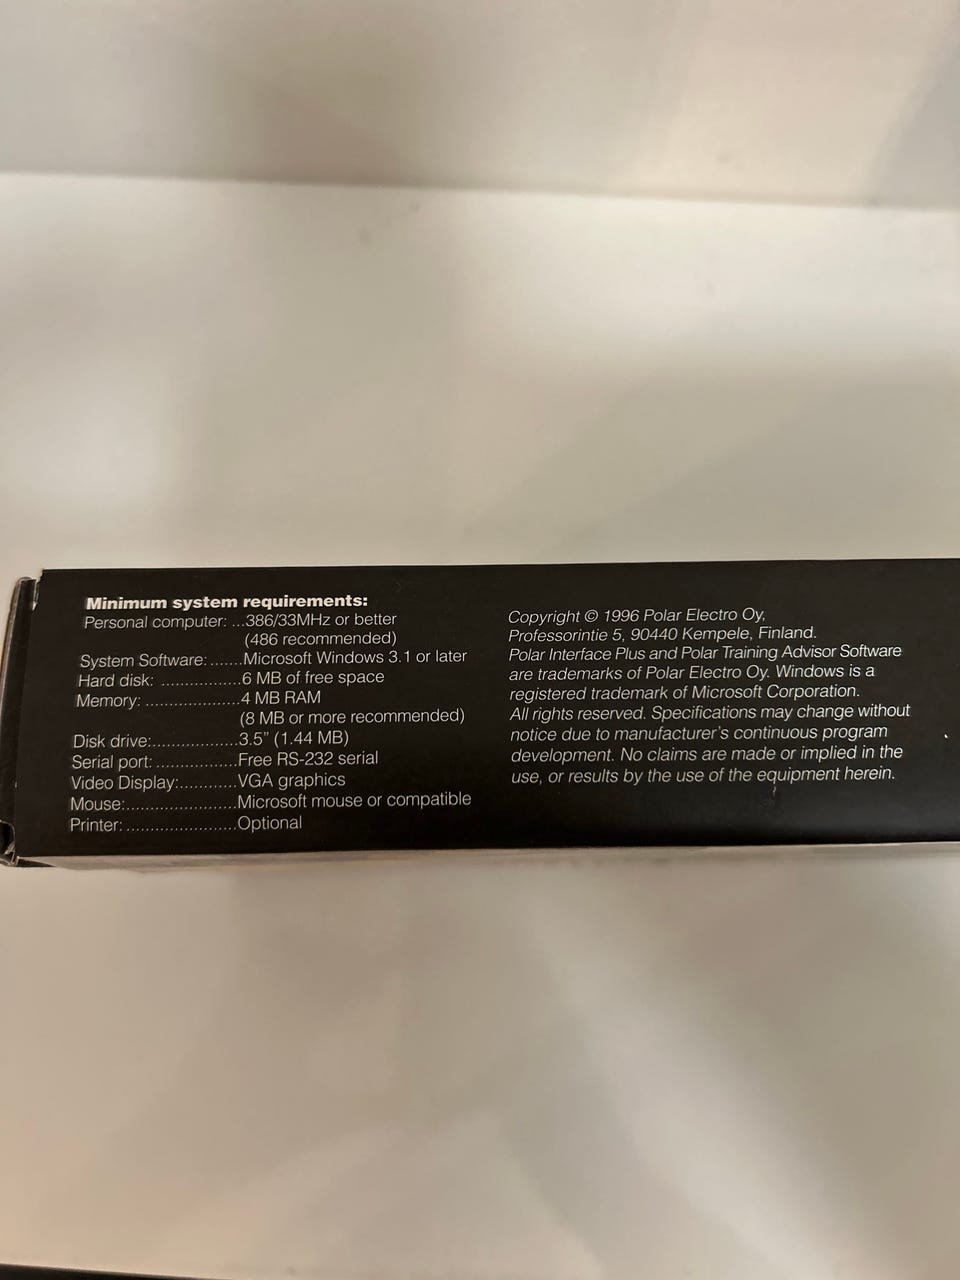 Minimum system requirements:
Personal computer: ...386/33MHz or better
(486 recommended)
System Software:.......Microsoft Windows 3.1 or later
Hard disk: .................6 MB of free space
Memory: ....................4 MB RAM
(8 MB or more recommended)
Disk drive:..................3.5” (1.44 MB)
Serial port: .................Free RS-232 serial
Video Display:............VGA graphics
Mouse:.......................Microsoft mouse or compatible
Printer: .......................Optional
Copyright © 1996 Polar Electro Oy,
Professorintie 5, 90440 Kempele, Finland.
Polar Interface Plus and Polar Training Advisor Software
are trademarks of Polar Electro Oy. Windows is a
registered trademark of Microsoft Corporation.
All rights reserved. Specifications may change without
notice due to manufacturer's continuous program
development. No claims are made or implied in the
use, or results by the use of the equipment herein.